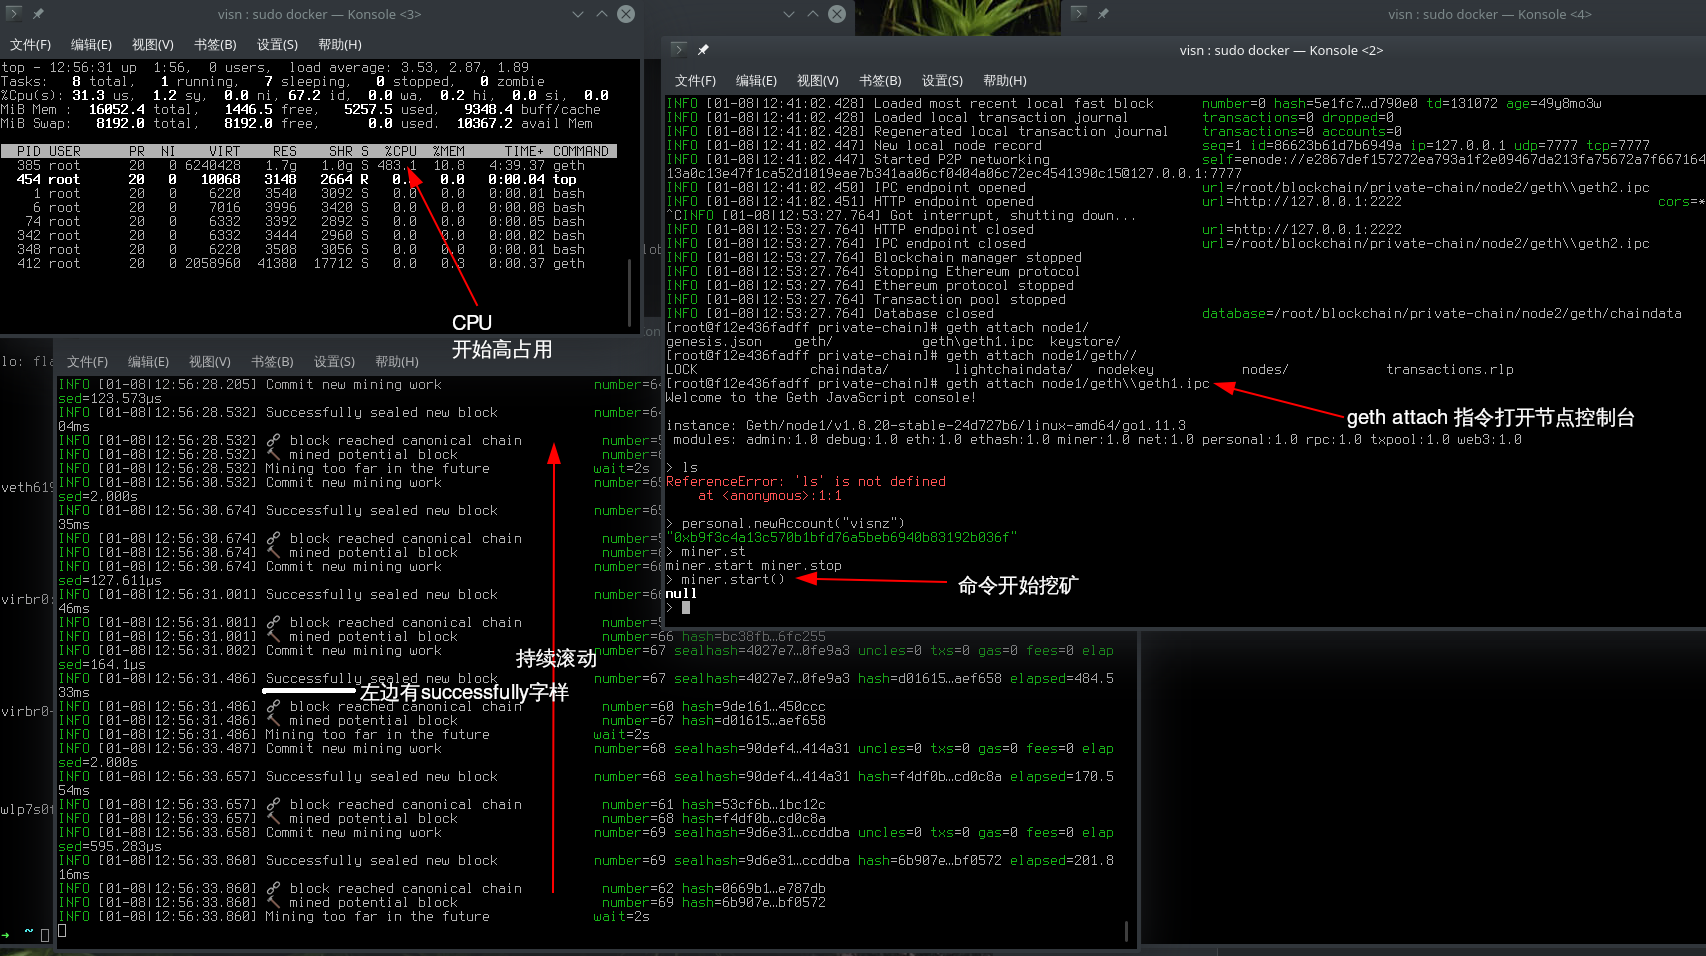 visn : sudo docker — Konsole <3>
文件(F) 编辑(E) 视图(V) 书签(B) 设置(S) 帮助(H)
top - 12:56:31 up 1:56, 0 users, load average: 3.53, 2.87, 1.89
Tasks: 8 total, 1 running, 7 sleeping, 0 stopped, 0 zombie
%Cpu(s): 31.3 us, 1.2 sy, 0.0 ni, 67.2 id, 0.0 wa, 0.2 hi, 0.0 si, 0.0
MiB Mem : 16052.4 total, 1446.5 free, 5257.5 used, 9348.4 buff/cache
MiB Swap: 8192.0 total, 8192.0 free, 0.0 used. 10367.2 avail Mem
PID USER PR NI VIRT RES SHR S %CPU %MEM TIME+ COMMAND
385 root 20 0 6240428 1.7g 1.0g S 483.1 10.8 4:39.37 geth
454 root 20 0 10068 3148 2664 R 0. 0.0 0:00.04 top
1 root 20 0 6220 3540 3092 S 0.0 0.0 0:00.01 bash
6 root 20 0 7016 3996 3420 S 0.0 0.0 0:00.08 bash
74 root 20 0 6332 3392 2892 S 0.0 0.0 0:00.05 bash
342 root 20 0 6332 3444 2960 S 0.0 0.0 0:00.02 bash
348 root 20 0 6220 3508 3056 S 0.0 0.0 0:00.01 bash
412 root 20 0 2058960 41380 17712 S 0.0 0.3 0:00.37 geth
CPU
开始高占用
visn : sudo docker — Konsole <4>
visn : sudo docker — Konsole <2>
文件(F) 编辑(E) 视图(V) 书签(B) 设置(S) 帮助(H)
INFO [01-08|12:41:02.428] Loaded most recent local fast block number=0 hash=5e1fc7…d790e0 td=131072 age=49y8mo3w
INFO [01-08|12:41:02.428] Loaded local transaction journal transactions=0 dropped=0
INFO [01-08|12:41:02.428] Regenerated local transaction journal transactions=0 accounts=0
INFO [01-08|12:41:02.447] New local node record seq=1 id=86623b61d7b6949a ip=127.0.0.1 udp=7777 tcp=7777
INFO [01-08|12:41:02.447] Started P2P networking self=enode://e2867def157272ea793a1f2e09467da213fa75672a7f667164
13a0c13e47f1ca52d1019eae7b341aa06cf0404a06c72ec4541390c15@127.0.0.1:7777
INFO [01-08|12:41:02.450] IPC endpoint opened url=/root/blockchain/private-chain/node2/geth\\geth2.ipc
INFO [01-08|12:41:02.451] HTTP endpoint opened url=http://127.0.0.1:2222 cors=*
^CINFO [01-08|12:53:27.764] Got interrupt, shutting down...
INFO [01-08|12:53:27.764] HTTP endpoint closed url=http://127.0.0.1:2222
INFO [01-08|12:53:27.764] IPC endpoint closed url=/root/blockchain/private-chain/node2/geth\\geth2.ipc
INFO [01-08|12:53:27.764] Blockchain manager stopped
INFO [01-08|12:53:27.764] Stopping Ethereum protocol
INFO [01-08|12:53:27.764] Ethereum protocol stopped
INFO [01-08|12:53:27.764] Transaction pool stopped
INFO [01-08|12:53:27.764] Database closed database=/root/blockchain/private-chain/node2/geth/chaindata
[root@f12e436fadff private-chain]# geth attach node1/
genesis.json geth/ geth\geth1.ipc keystore/
[root@f12e436fadff private-chain]# geth attach node1/geth//
LOCK chaindata/ lightchaindata/ nodekey nodes/ transactions.rlp
[root@f12e436fadff private-chain]# geth attach node1/geth\\geth1.ipc
Welcome to the Geth JavaScript console!
geth attach 指令打开节点控制台
instance: Geth/node1/v1.8.20-stable-24d727b6/linux-amd64/go1.11.3
modules: admin:1.0 debug:1.0 eth:1.0 ethash:1.0 miner:1.0 net:1.0 personal:1.0 rpc:1.0 txpool:1.0 web3:1.0
> ls
ReferenceError: 'ls' is not defined
at <anonymous>:1:1
> personal.newAccount("visnz")
"0xb9f3c4a13c570b1bfd76a5beb6940b83192b036f"
> miner.st
miner.start miner.stop
> miner.start()
命令开始挖矿
null
>
文件(F) 编辑(E) 视图(V) 书签(B) 设置(S) 帮助(H)
INFO [01-08|12:56:28.205] Commit new mining work number=64
sed=123.573µs
INFO [01-08|12:56:28.532] Successfully sealed new block number=64
04ms
INFO [01-08|12:56:28.532] 🔗 block reached canonical chain number=5
INFO [01-08|12:56:28.532] 🔨 mined potential block number=6
INFO [01-08|12:56:28.532] Mining too far in the future wait=2s
INFO [01-08|12:56:28.532] Commit new mining work number=65
sed=2.000s
INFO [01-08|12:56:30.674] Successfully sealed new block number=65
35ms
INFO [01-08|12:56:30.674] 🔗 block reached canonical chain number=5
INFO [01-08|12:56:30.674] 🔨 mined potential block number=6
INFO [01-08|12:56:30.674] Commit new mining work number=66
sed=127.611µs
INFO [01-08|12:56:31.001] Successfully sealed new block number=66
46ms
INFO [01-08|12:56:31.001] 🔗 block reached canonical chain number=5
INFO [01-08|12:56:31.001] 🔨 mined potential block number=66 hash=bc38fb…6fc255
INFO [01-08|12:56:31.002] Commit new mining work number=67 sealhash=4027e7…0fe9a3 uncles=0 txs=0 gas=0 fees=0 elap
sed=164.1µs
持续滚动
INFO [01-08|12:56:31.486] Successfully sealed new block number=67 sealhash=4027e7…0fe9a3 hash=d01615…aef658 elapsed=484.5
33ms
左边有successfully字样
INFO [01-08|12:56:31.486] 🔗 block reached canonical chain number=60 hash=9de161…450ccc
INFO [01-08|12:56:31.486] 🔨 mined potential block number=67 hash=d01615…aef658
INFO [01-08|12:56:31.486] Mining too far in the future wait=2s
INFO [01-08|12:56:33.487] Commit new mining work number=68 sealhash=90def4…414a31 uncles=0 txs=0 gas=0 fees=0 elap
sed=2.000s
INFO [01-08|12:56:33.657] Successfully sealed new block number=68 sealhash=90def4…414a31 hash=f4df0b…cd0c8a elapsed=170.5
54ms
INFO [01-08|12:56:33.657] 🔗 block reached canonical chain number=61 hash=53cf6b…1bc12c
INFO [01-08|12:56:33.657] 🔨 mined potential block number=68 hash=f4df0b…cd0c8a
INFO [01-08|12:56:33.658] Commit new mining work number=69 sealhash=9d6e31…ccddba uncles=0 txs=0 gas=0 fees=0 elap
sed=595.283µs
INFO [01-08|12:56:33.860] Successfully sealed new block number=69 sealhash=9d6e31…ccddba hash=6b907e…bf0572 elapsed=201.8
16ms
INFO [01-08|12:56:33.860] 🔗 block reached canonical chain number=62 hash=0669b1…e787db
INFO [01-08|12:56:33.860] 🔨 mined potential block number=69 hash=6b907e…bf0572
INFO [01-08|12:56:33.860] Mining too far in the future wait=2s
lo: fla
veth619
virbr0:
virbr0-
wlp7s0f
→ ~